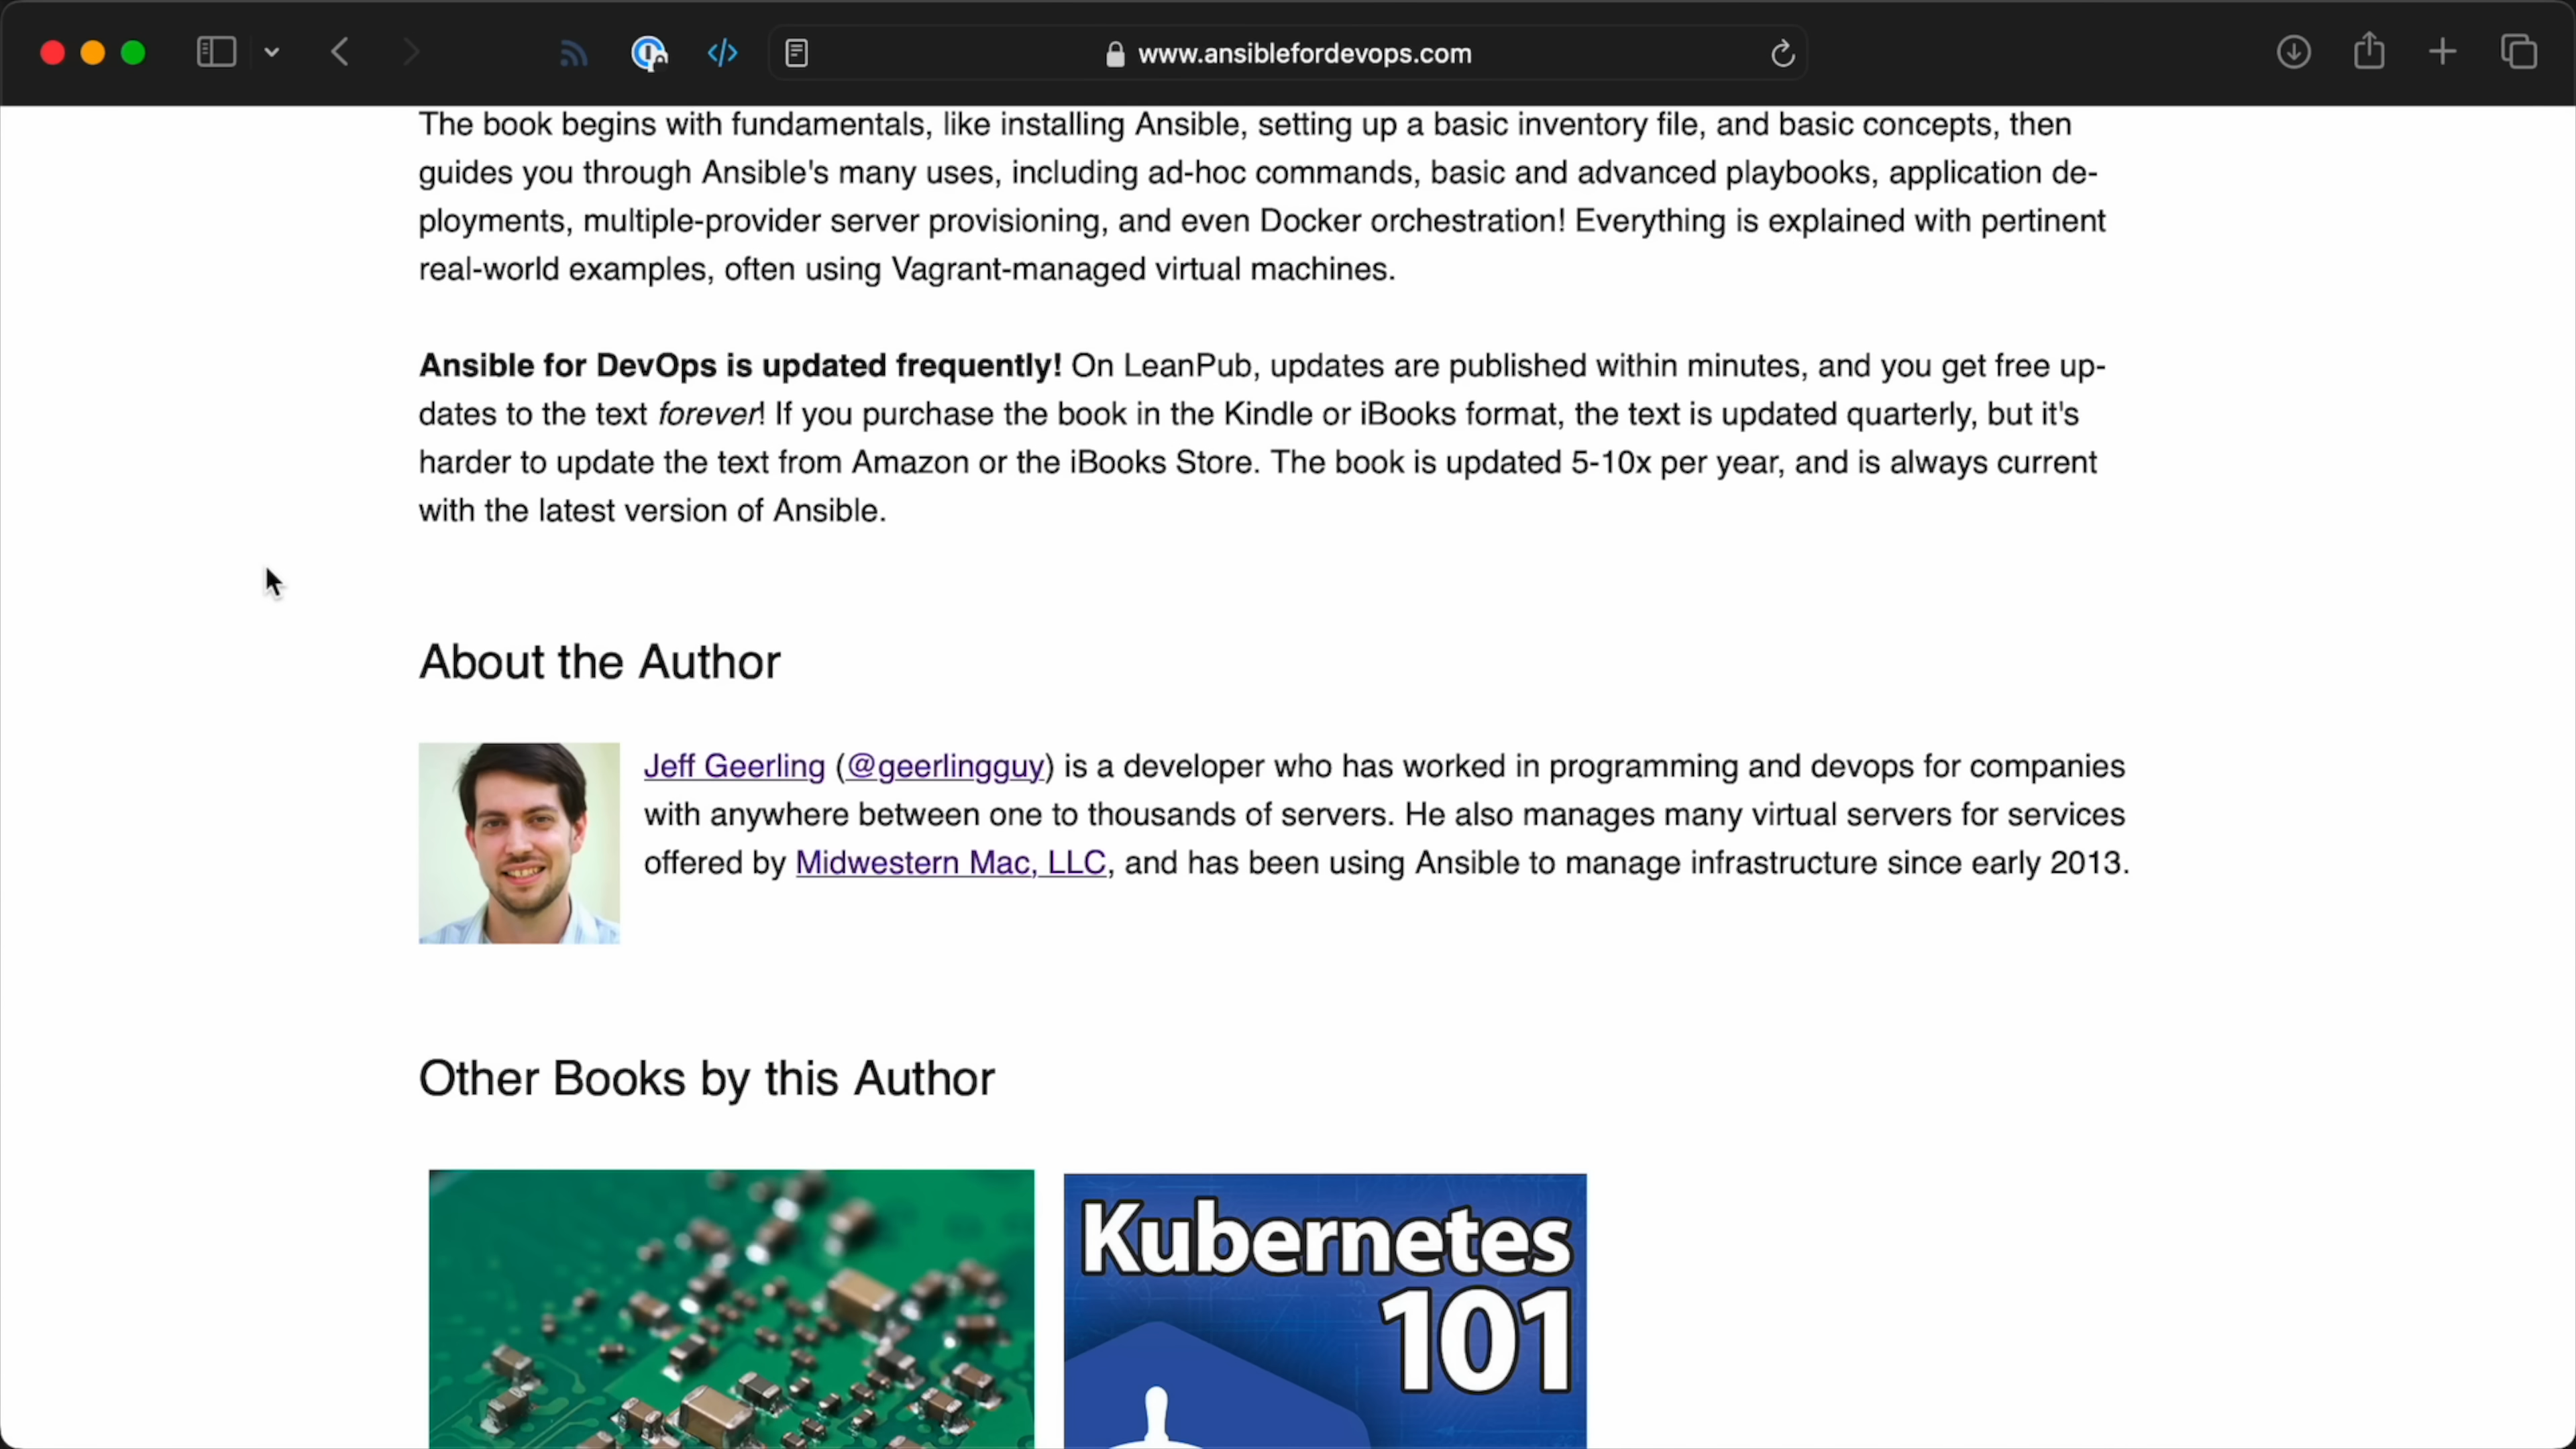 www.ansiblefordevops.com
The book begins with fundamentals, like installing Ansible, setting up a basic inventory file, and basic concepts, then
guides you through Ansible's many uses, including ad-hoc commands, basic and advanced playbooks, application de-
ployments, multiple-provider server provisioning, and even Docker orchestration! Everything is explained with pertinent
real-world examples, often using Vagrant-managed virtual machines.
Ansible for DevOps is updated frequently! On LeanPub, updates are published within minutes, and you get free up-
dates to the text forever! If you purchase the book in the Kindle or iBooks format, the text is updated quarterly, but it's
harder to update the text from Amazon or the iBooks Store. The book is updated 5-10x per year, and is always current
with the latest version of Ansible.
About the Author
Jeff Geerling (@geerlingguy) is a developer who has worked in programming and devops for companies
with anywhere between one to thousands of servers. He also manages many virtual servers for services
offered by Midwestern Mac, LLC, and has been using Ansible to manage infrastructure since early 2013.
Other Books by this Author
Kubernetes
101